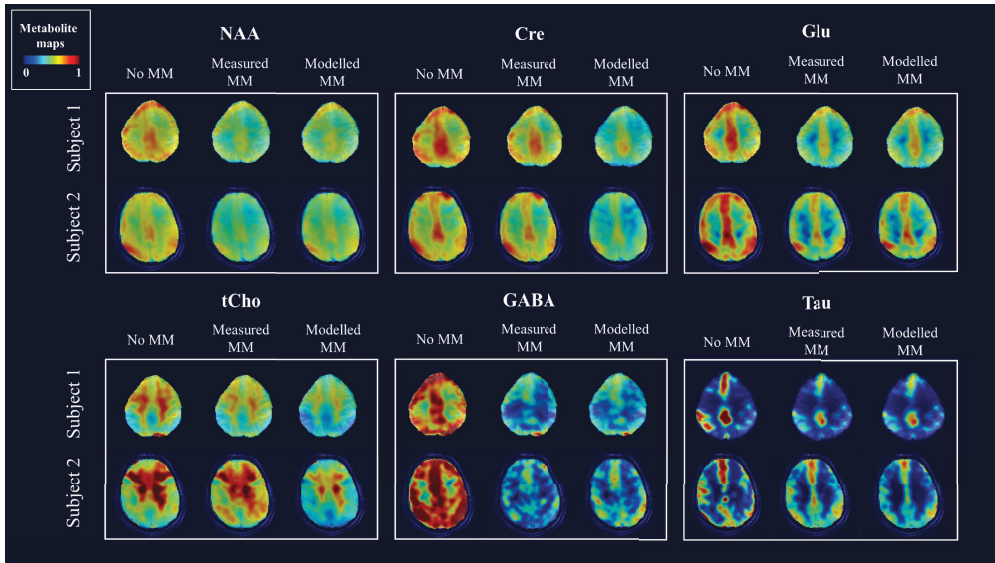 Metabolite
maps
0 1
NAA
Cre
Glu
No MM
Measured
MM
Modelled
MM
No MM
Measured
MM
Modelled
MM
No MM
Measured
MM
Modelled
MM
Subject 1
Subject 2
tCho
GABA
Tau
No MM
Measured
MM
Modelled
MM
No MM
Measured
MM
Modelled
MM
No MM
Measured
MM
Modelled
MM
Subject 1
Subject 2